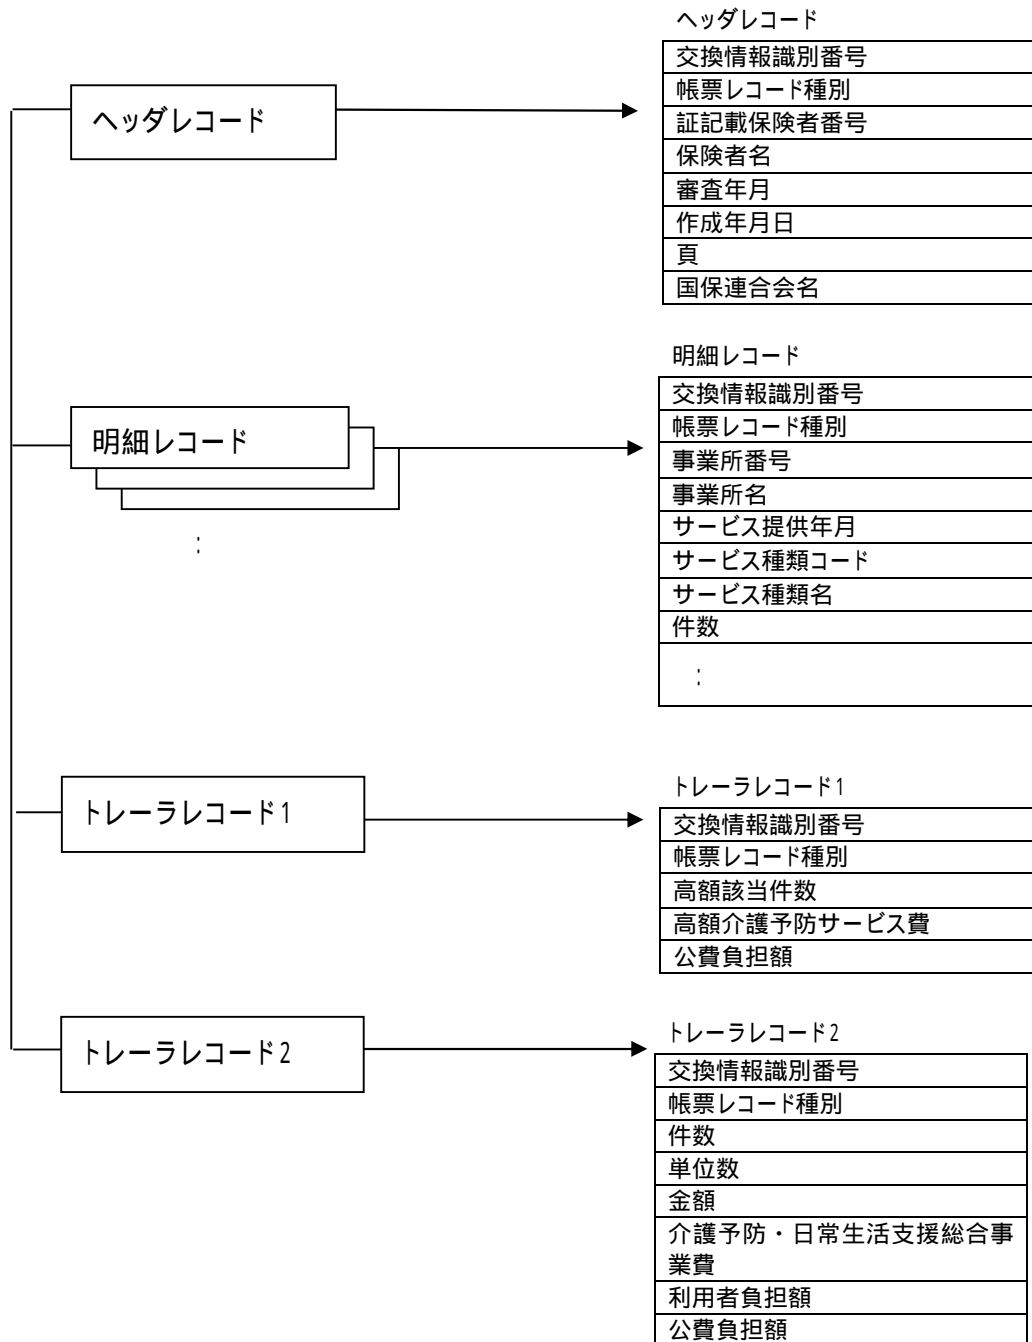 ヘッダレコード
ヘッダレコード
交換情報識別番号
帳票レコード種別
証記載保険者番号
保険者名
審査年月
作成年月日
頁
国保連合会名
明細レコード
:
明細レコード
交換情報識別番号
帳票レコード種別
事業所番号
事業所名
サービス提供年月
サービス種類コード
サービス種類名
件数
:
トレーラレコード1
トレーラレコード1
交換情報識別番号
帳票レコード種別
高額該当件数
高額介護予防サービス費
公費負担額
トレーラレコード2
トレーラレコード2
交換情報識別番号
帳票レコード種別
件数
単位数
金額
介護予防・日常生活支援総合事
業費
利用者負担額
公費負担額